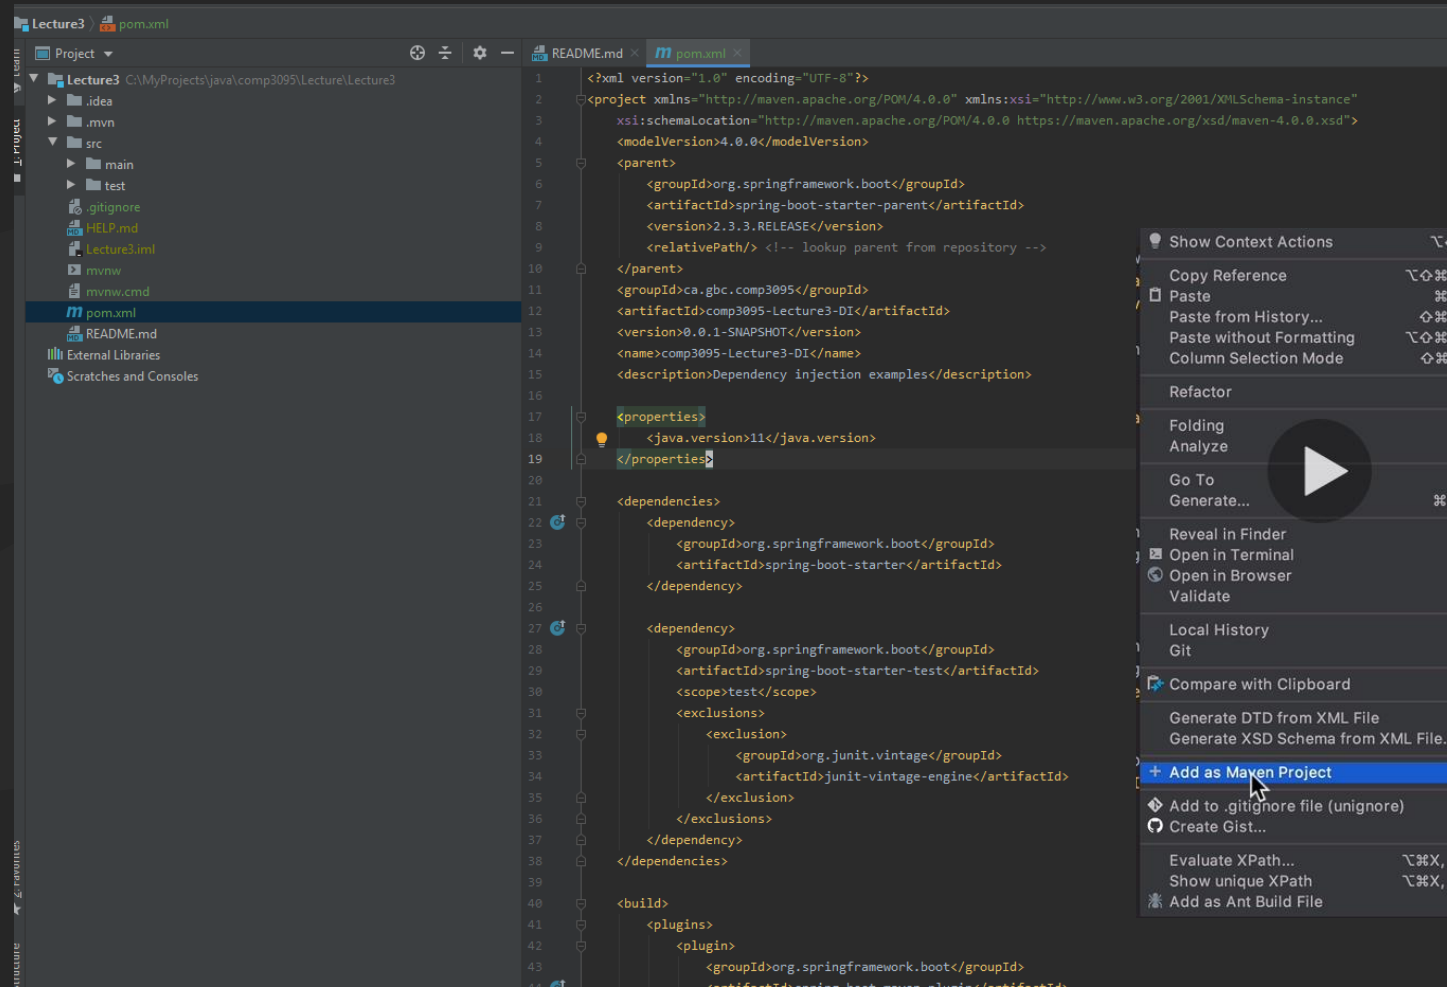 Lecture3 pom.xml
Project
README.md
pom.xml
Learn
1: Project
2: Favorites
Lecture3 C:\MyProjects\java\comp3095\Lecture\Lecture3
.idea
.mvn
src
main
test
.gitignore
HELP.md
Lecture3.iml
mvnw
mvnw.cmd
pom.xml
README.md
External Libraries
Scratches and Consoles
1 <?xml version="1.0" encoding="UTF-8"?>
2 <project xmlns="http://maven.apache.org/POM/4.0.0" xmlns:xsi="http://www.w3.org/2001/XMLSchema-instance"
3 xsi:schemaLocation="http://maven.apache.org/POM/4.0.0 https://maven.apache.org/xsd/maven-4.0.0.xsd">
4 <modelVersion>4.0.0</modelVersion>
5 <parent>
6 <groupId>org.springframework.boot</groupId>
7 <artifactId>spring-boot-starter-parent</artifactId>
8 <version>2.3.3.RELEASE</version>
9 <relativePath/> <!-- lookup parent from repository -->
10 </parent>
11 <groupId>ca.gbc.comp3095</groupId>
12 <artifactId>comp3095-Lecture3-DI</artifactId>
13 <version>0.0.1-SNAPSHOT</version>
14 <name>comp3095-Lecture3-DI</name>
15 <description>Dependency injection examples</description>
16
17 <properties>
18 <java.version>11</java.version>
19 </properties>
20
21 <dependencies>
22 <dependency>
23 <groupId>org.springframework.boot</groupId>
24 <artifactId>spring-boot-starter</artifactId>
25 </dependency>
26
27 <dependency>
28 <groupId>org.springframework.boot</groupId>
29 <artifactId>spring-boot-starter-test</artifactId>
30 <scope>test</scope>
31 <exclusions>
32 <exclusion>
33 <groupId>org.junit.vintage</groupId>
34 <artifactId>junit-vintage-engine</artifactId>
35 </exclusion>
36 </exclusions>
37 </dependency>
38 </dependencies>
39
40 <build>
41 <plugins>
42 <plugin>
43 <groupId>org.springframework.boot</groupId>
Show Context Actions
Copy Reference ⌥⇧⌘
Paste ⌘
Paste from History... ⇧⌘
Paste without Formatting ⌥⇧⌘
Column Selection Mode ⇧⌘
Refactor
Folding
Analyze
Go To
Generate... ⌘
Reveal in Finder
Open in Terminal
Open in Browser
Validate
Local History
Git
Compare with Clipboard
Generate DTD from XML File
Generate XSD Schema from XML File.
Add as Maven Project
Add to .gitignore file (unignore)
Create Gist...
Evaluate XPath... ⌥⌘X,
Show unique XPath ⌥⌘X,
Add as Ant Build File